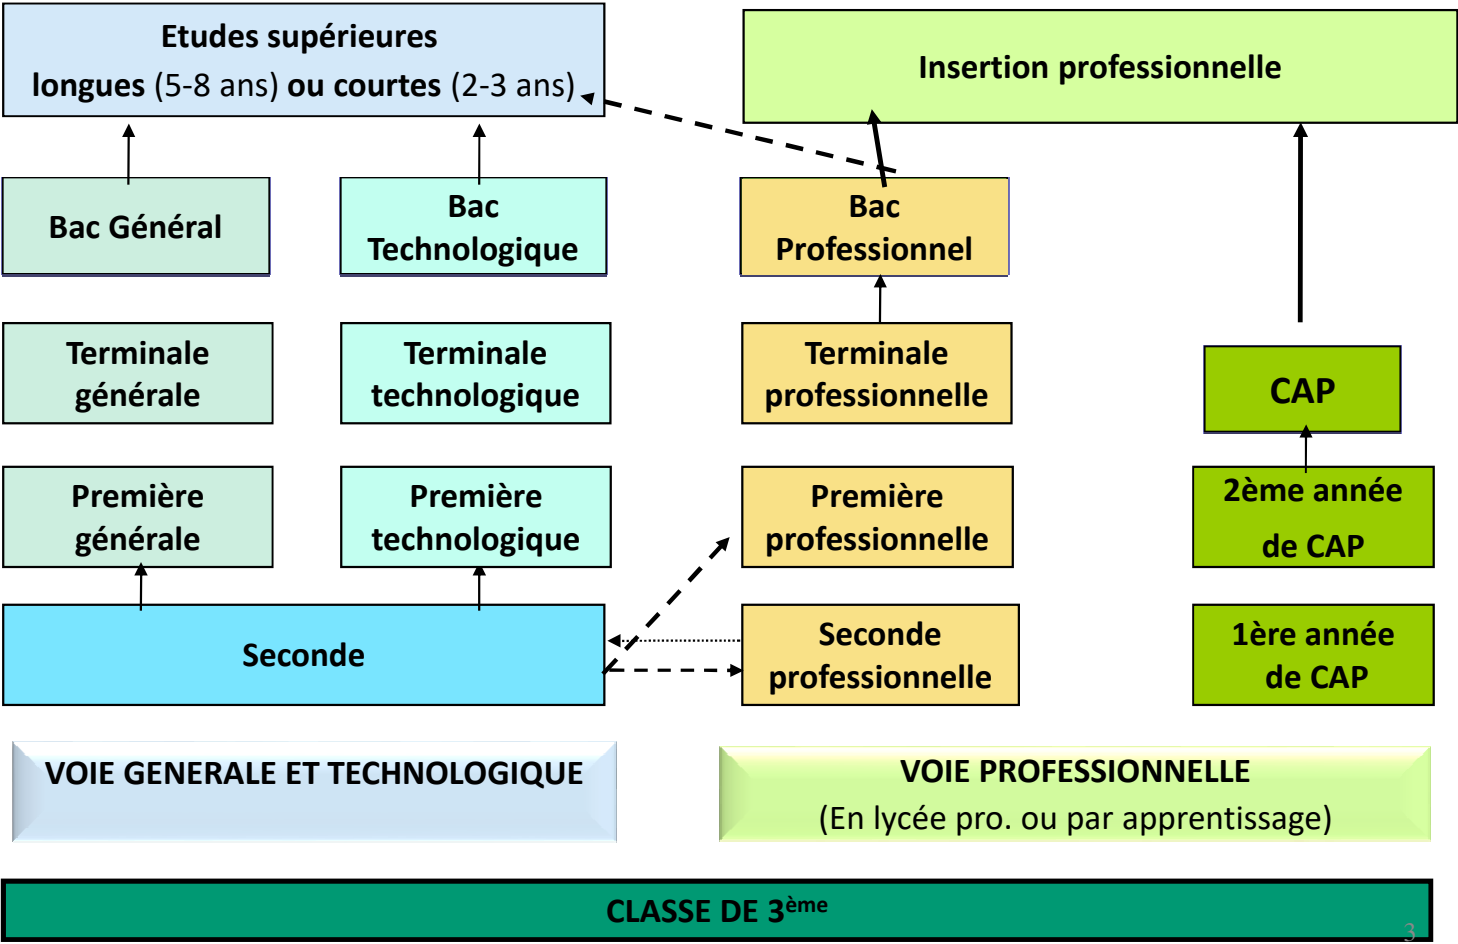 Etudes supérieures
longues (5-8 ans) ou courtes (2-3 ans)
Insertion professionnelle
Bac Général
Bac
Technologique
Bac
Professionnel
Terminale
générale
Terminale
technologique
Terminale
professionnelle
CAP
Première
générale
Première
technologique
Première
professionnelle
2ème année
de CAP
Seconde
Seconde
professionnelle
1ère année
de CAP
VOIE GENERALE ET TECHNOLOGIQUE
VOIE PROFESSIONNELLE
(En lycée pro. ou par apprentissage)
CLASSE DE 3ème
3